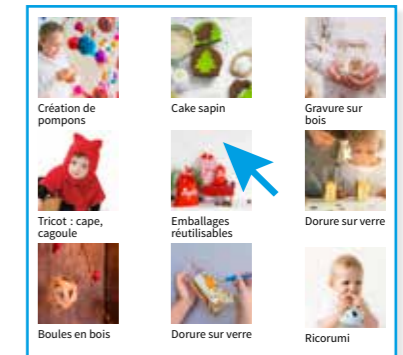 Création de
pompons
Cake sapin
Gravure sur
bois
Tricot : cape,
cagoule
Emballages
réutilisables
Dorure sur verre
Boules en bois
Dorure sur verre
Ricorumi